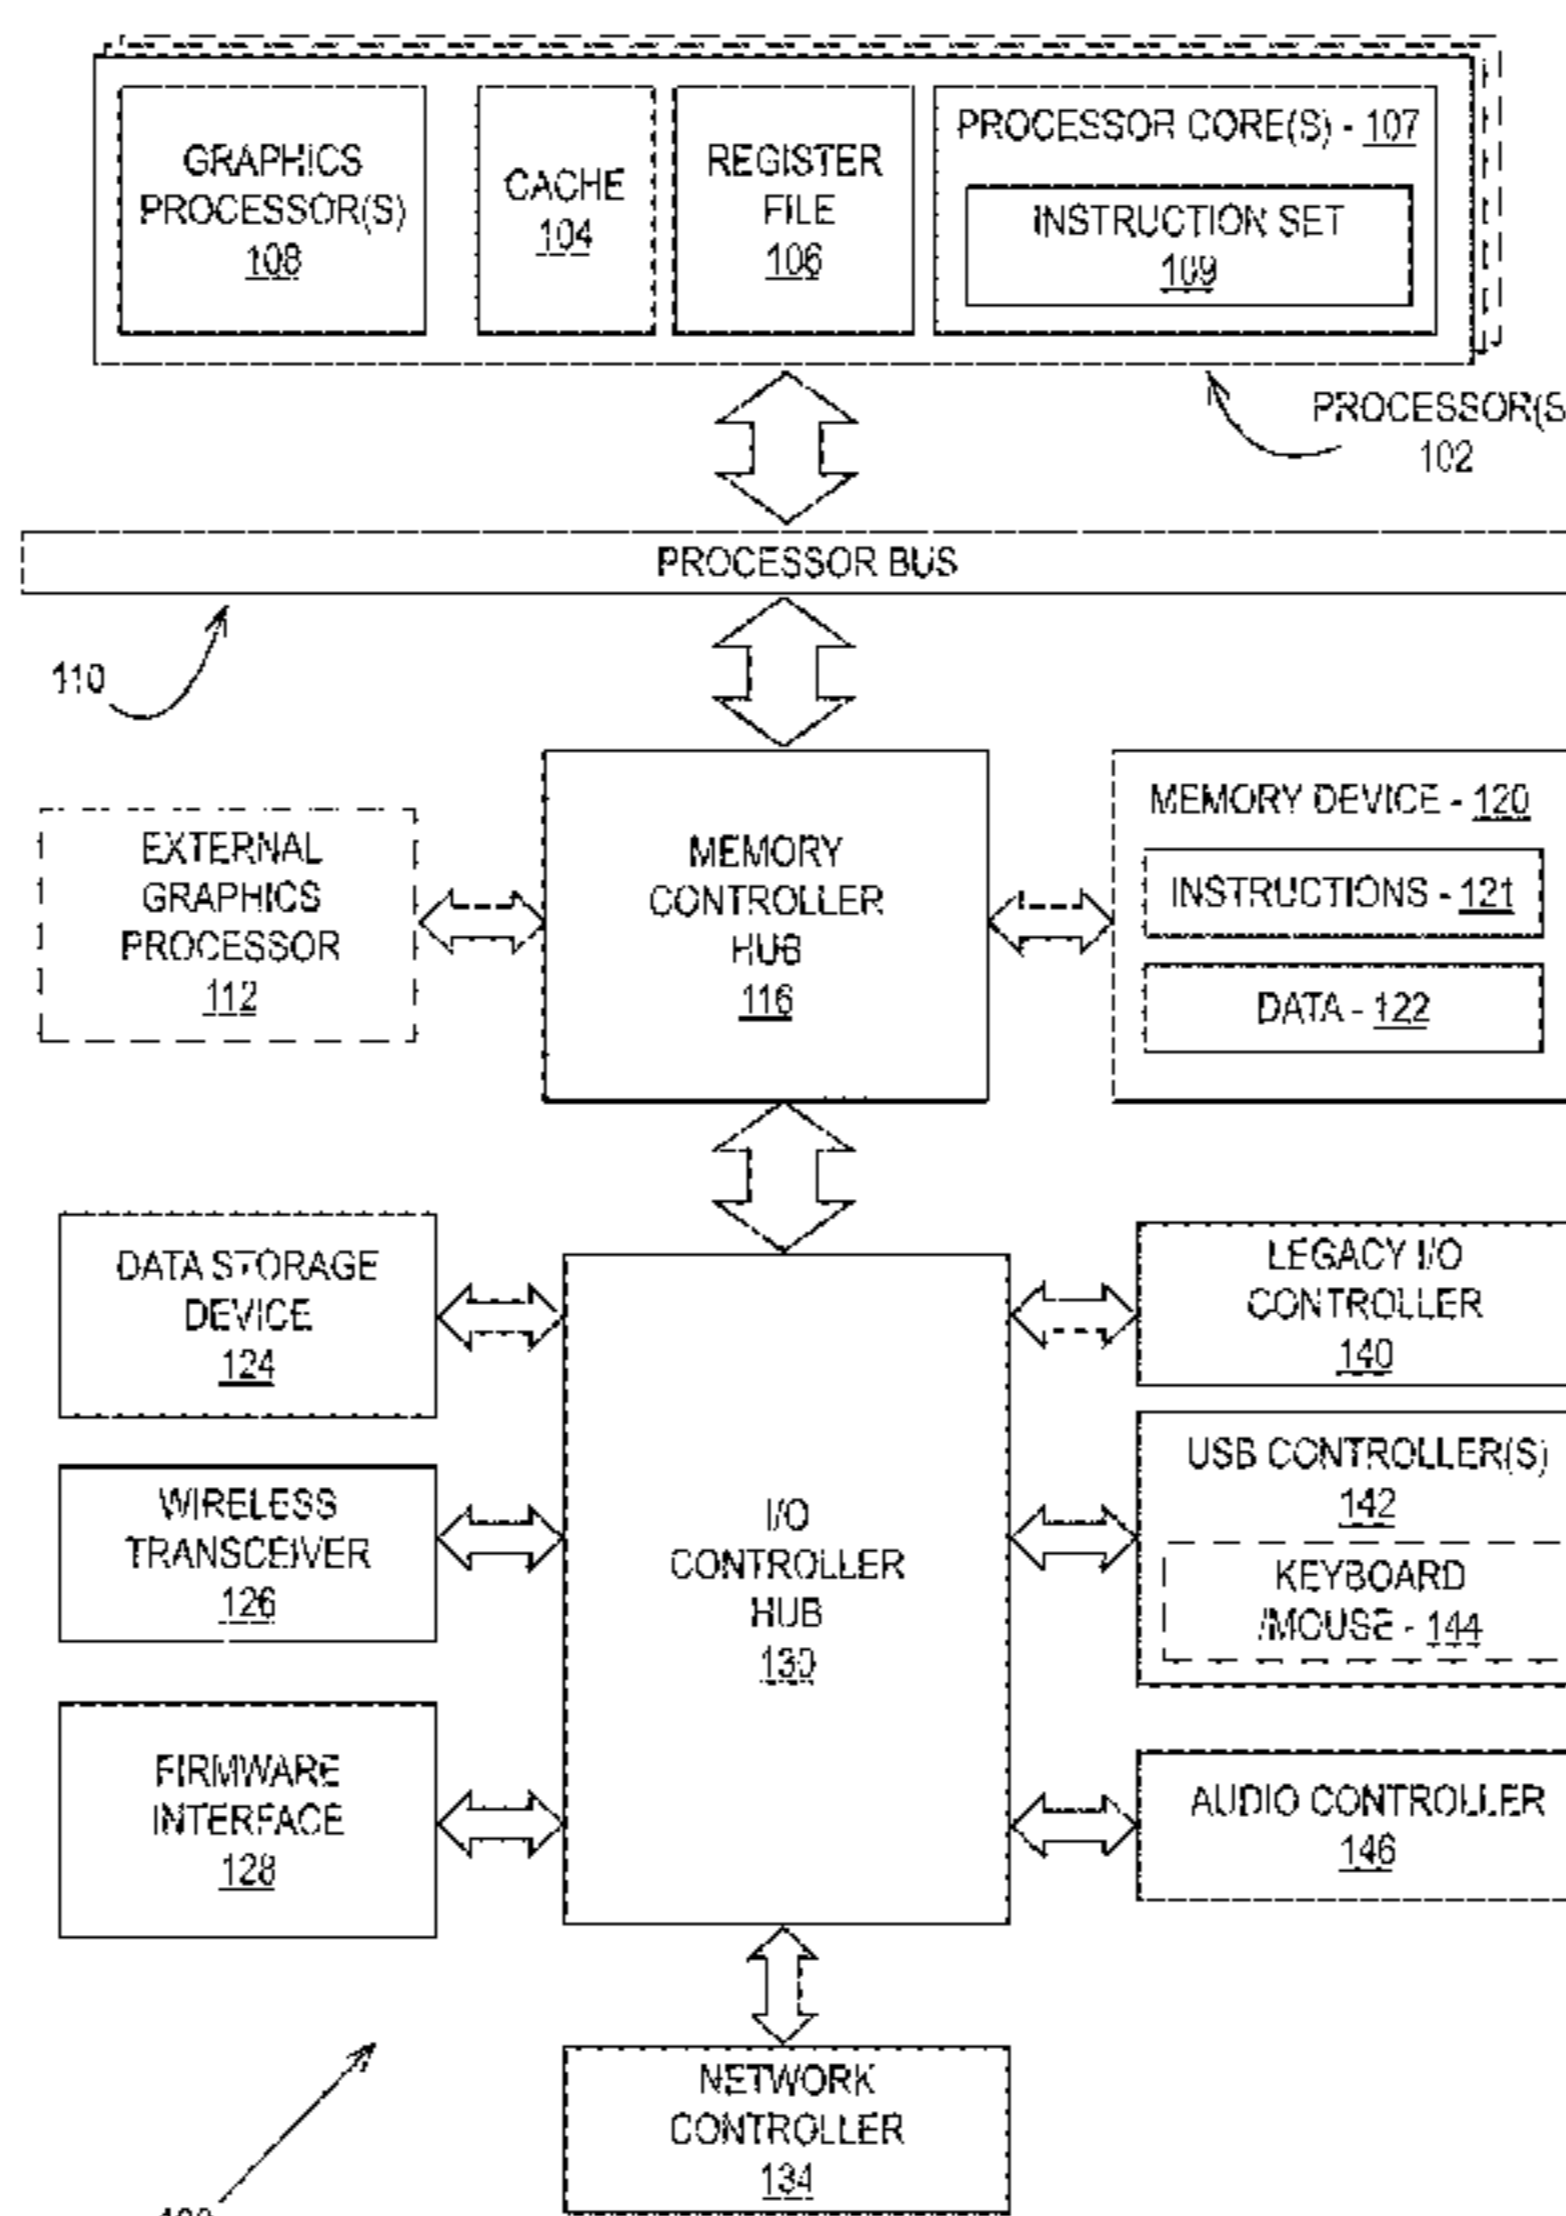 GRAPHICS
PROCESSOR(S)
108
CACHE
104
REGISTER
FILE
106
PROCESSOR CORE(S) - 107
INSTRUCTION SET
109
PROCESSOR(S
102
PROCESSOR BUS
110
EXTERNAL
GRAPHICS
PROCESSOR
112
MEMORY
CONTROLLER
HUB
116
MEMORY DEVICE - 120
INSTRUCTIONS - 121
DATA - 122
DATA STORAGE
DEVICE
124
WIRELESS
TRANSCEIVER
126
FIRMWARE
INTERFACE
128
I/O
CONTROLLER
HUB
130
LEGACY I/O
CONTROLLER
140
USB CONTROLLER(S)
142
KEYBOARD
/MOUSE - 144
AUDIO CONTROLLER
146
NETWORK
CONTROLLER
134